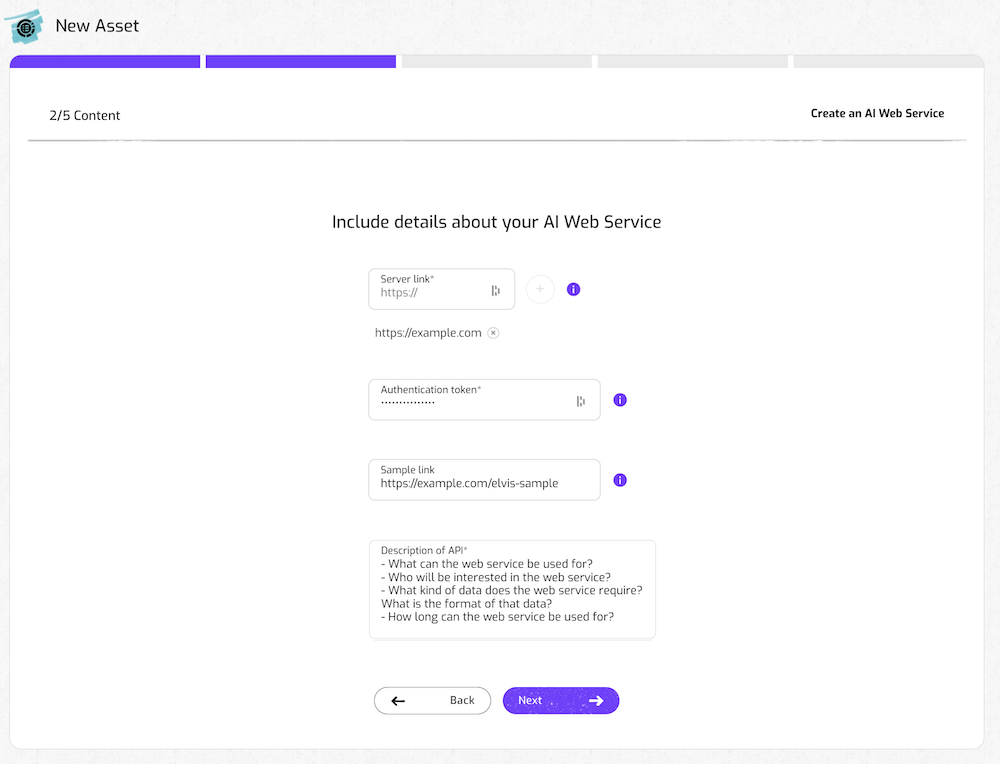 New Asset
2/5 Content
Create an AI Web Service
Include details about your AI Web Service
Server link*
https://
https://example.com
Authentication token*
•••••••••••••••
Sample link
https://example.com/elvis-sample
Description of API*
- What can the web service be used for?
- Who will be interested in the web service?
- What kind of data does the web service require?
What is the format of that data?
- How long can the web service be used for?
Back
Next